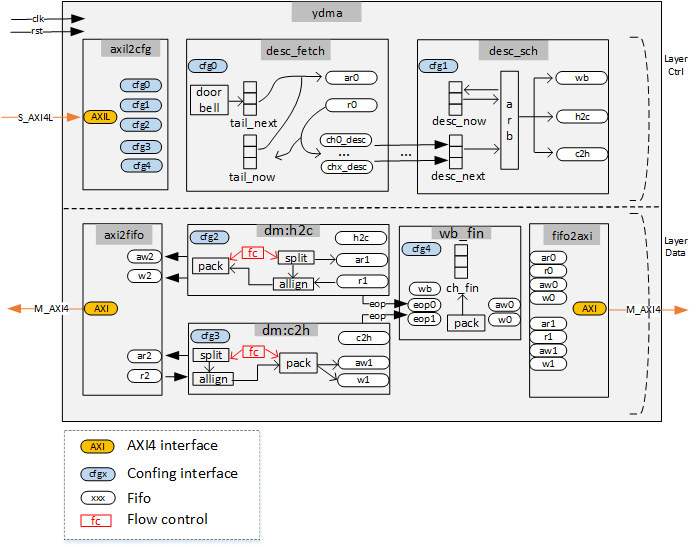 ydma
clk
rst
axil2cfg
cfg0
cfg1
cfg2
cfg3
cfg4
S_AXI4L
AXIL
desc_fetch
cfg0
door
bell
tail_next
tail_now
ar0
r0
ch0_desc
...
chx_desc
...
desc_sch
cfg1
desc_now
desc_next
a
r
b
wb
h2c
c2h
Layer
Ctrl
axi2fifo
aw2
w2
M_AXI4
AXI
ar2
r2
dm:h2c
cfg2
pack
fc
split
allign
h2c
ar1
r1
eop
eop
dm:c2h
cfg3
split
fc
allign
pack
c2h
aw1
w1
wb_fin
cfg4
ch_fin
wb
eop0
eop1
pack
aw0
w0
fifo2axi
ar0
r0
aw0
w0
ar1
r1
aw1
w1
AXI
M_AXI4
Layer
Data
AXI AXI4 interface
cfgx Confing interface
xxx Fifo
fc Flow control